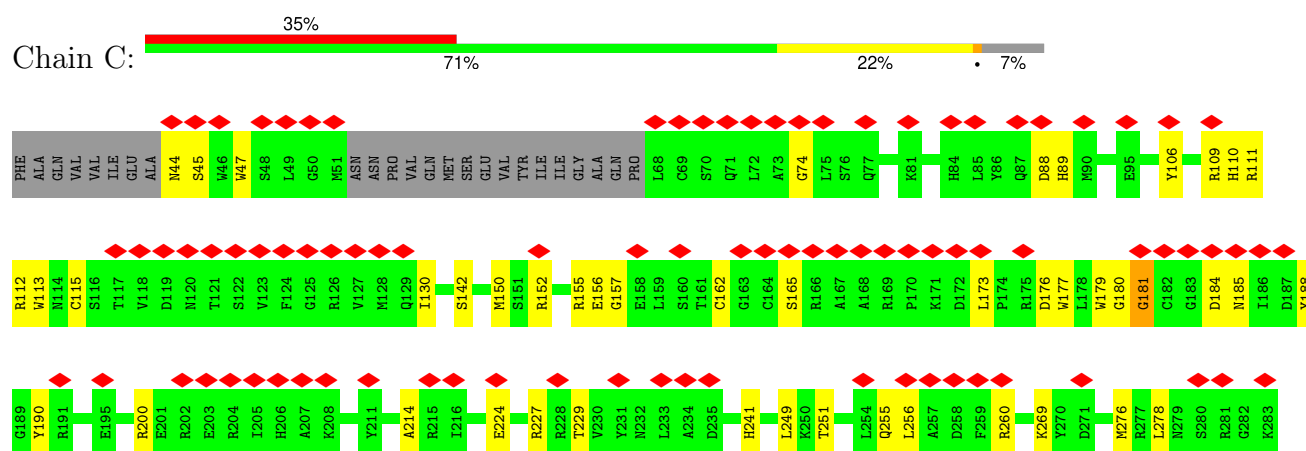 35%
Chain C:
71% 22% • 7%
PHE ALA GLN VAL VAL ILE GLU ALA N44 S45 W46 W47 S48 L49 G50 M51 ASN ASN PRO VAL GLN MET SER GLU VAL TYR ILE ILE GLY ALA GLN PRO L68 C69 S70 Q71 L72 A73 G74 L75 S76 Q77 K81 H84 L85 Y86 Q87 D88 H89 M90 E95 Y106 R109 H110 R111
R112 W113 N114 C115 S116 T117 V118 D119 N120 T121 S122 V123 F124 G125 R126 V127 M128 Q129 I130 S142 M150 S151 R152 R155 E156 G157 E158 L159 S160 T161 C162 G163 C164 S165 R166 A167 A168 R169 P170 K171 D172 L173 P174 R175 D176 W177 L178 W179 G180 G181 C182 G183 D184 N185 I186 D187 Y188
G189 Y190 R191 E195 R200 E201 R202 E203 R204 I205 H206 A207 K208 Y211 A214 R215 I216 E224 R227 R228 T229 V230 Y231 N232 L233 A234 D235 H241 L249 K250 T251 L254 Q255 L256 A257 D258 F259 R260 K269 Y270 D271 M276 R277 L278 N279 S280 R281 G282 K283